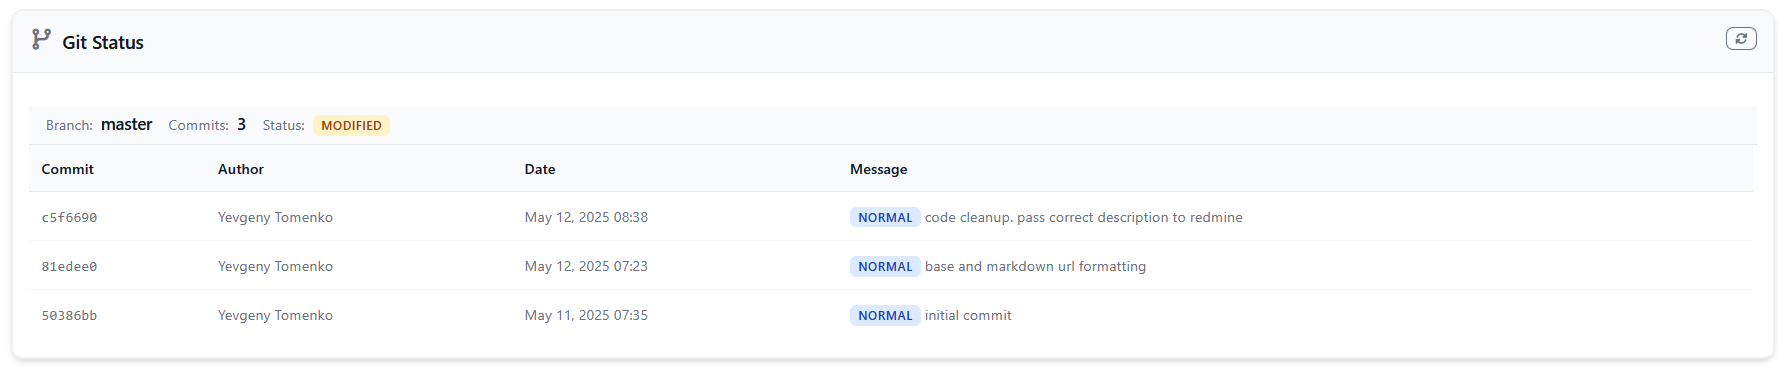 Git Status
Branch: master Commits: 3 Status: MODIFIED
Commit Author Date Message
c5f6690 Yevgeny Tomenko May 12, 2025 08:38 NORMAL code cleanup. pass correct description to redmine
81edee0 Yevgeny Tomenko May 12, 2025 07:23 NORMAL base and markdown url formatting
50386bb Yevgeny Tomenko May 11, 2025 07:35 NORMAL initial commit